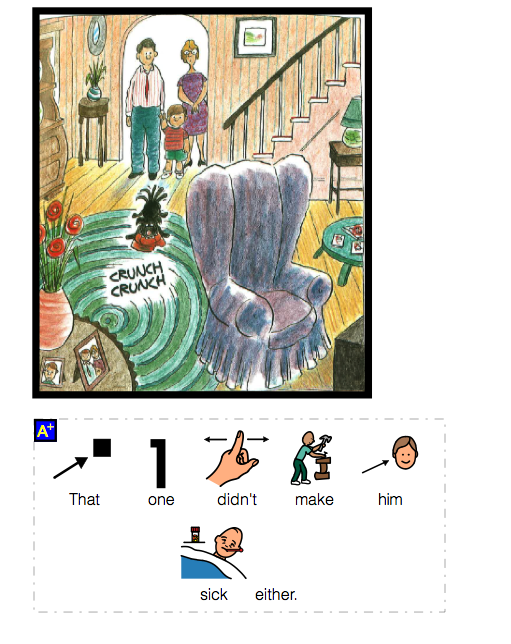 CRUNCH
CRUNCH
A+
That one didn't make him
sick either.